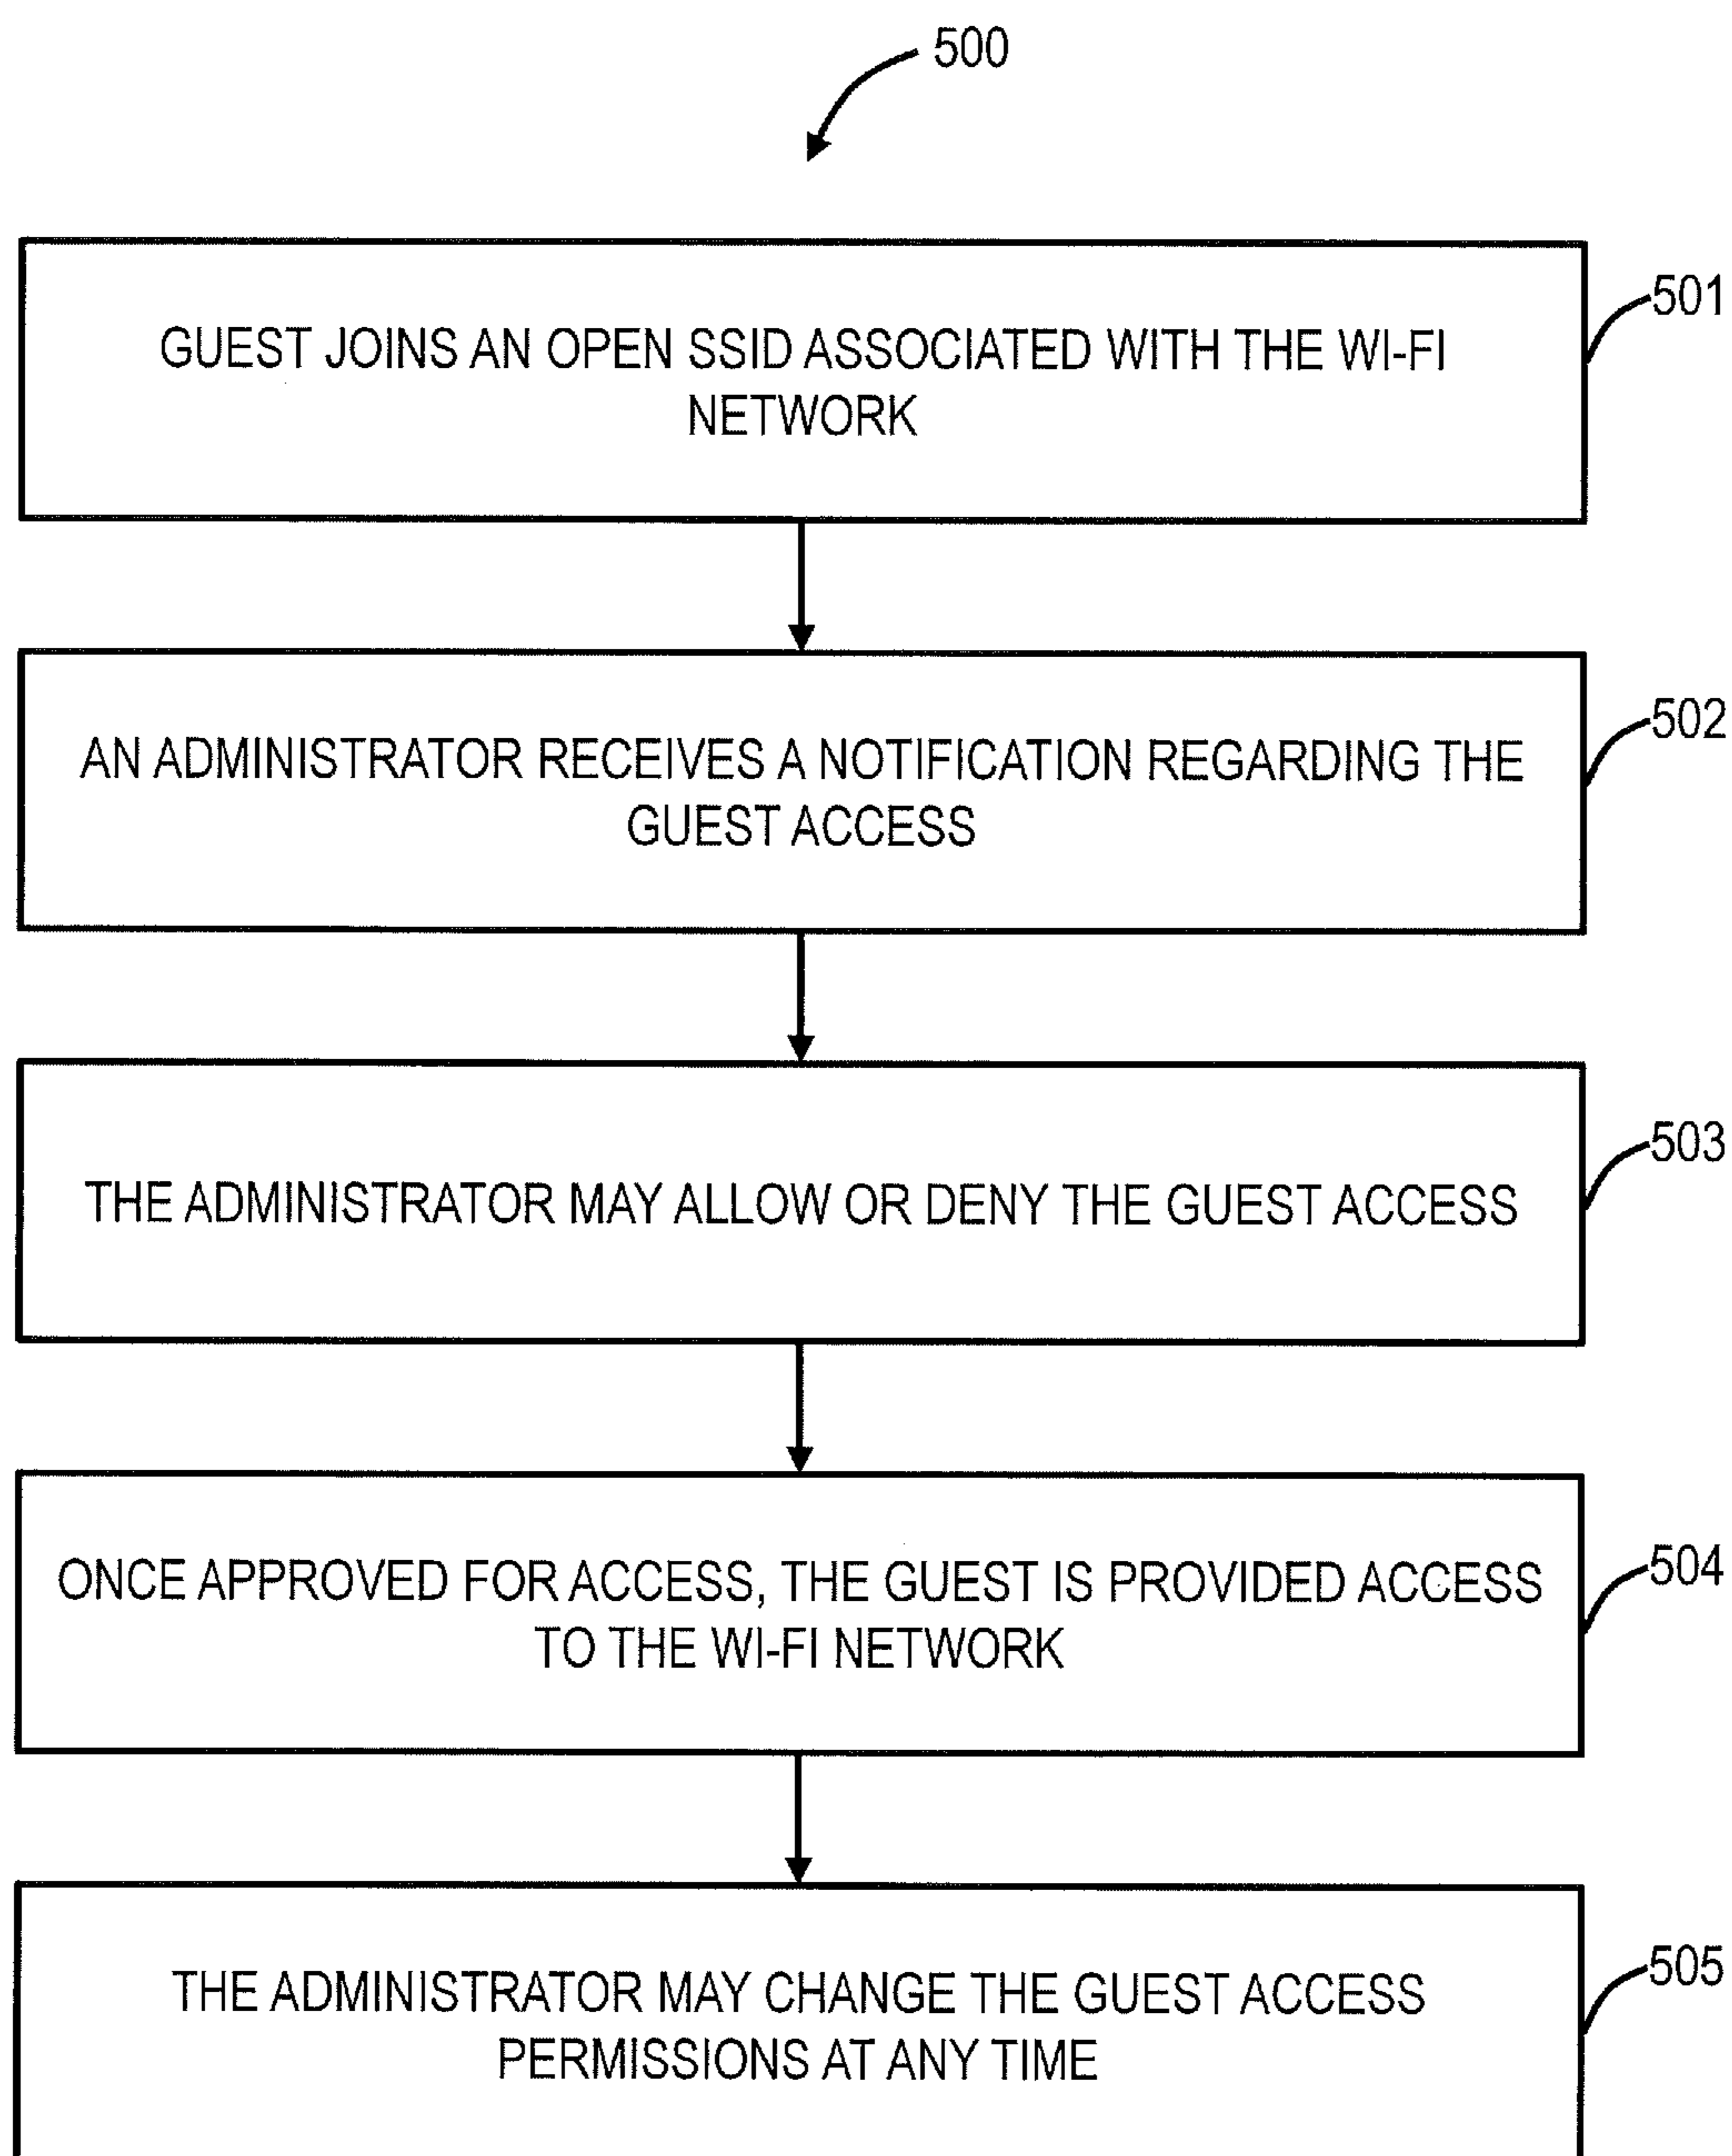 500
GUEST JOINS AN OPEN SSID ASSOCIATED WITH THE WI-FI
NETWORK
501
AN ADMINISTRATOR RECEIVES A NOTIFICATION REGARDING THE
GUEST ACCESS
502
THE ADMINISTRATOR MAY ALLOW OR DENY THE GUEST ACCESS
503
ONCE APPROVED FOR ACCESS, THE GUEST IS PROVIDED ACCESS
TO THE WI-FI NETWORK
504
THE ADMINISTRATOR MAY CHANGE THE GUEST ACCESS
PERMISSIONS AT ANY TIME
505